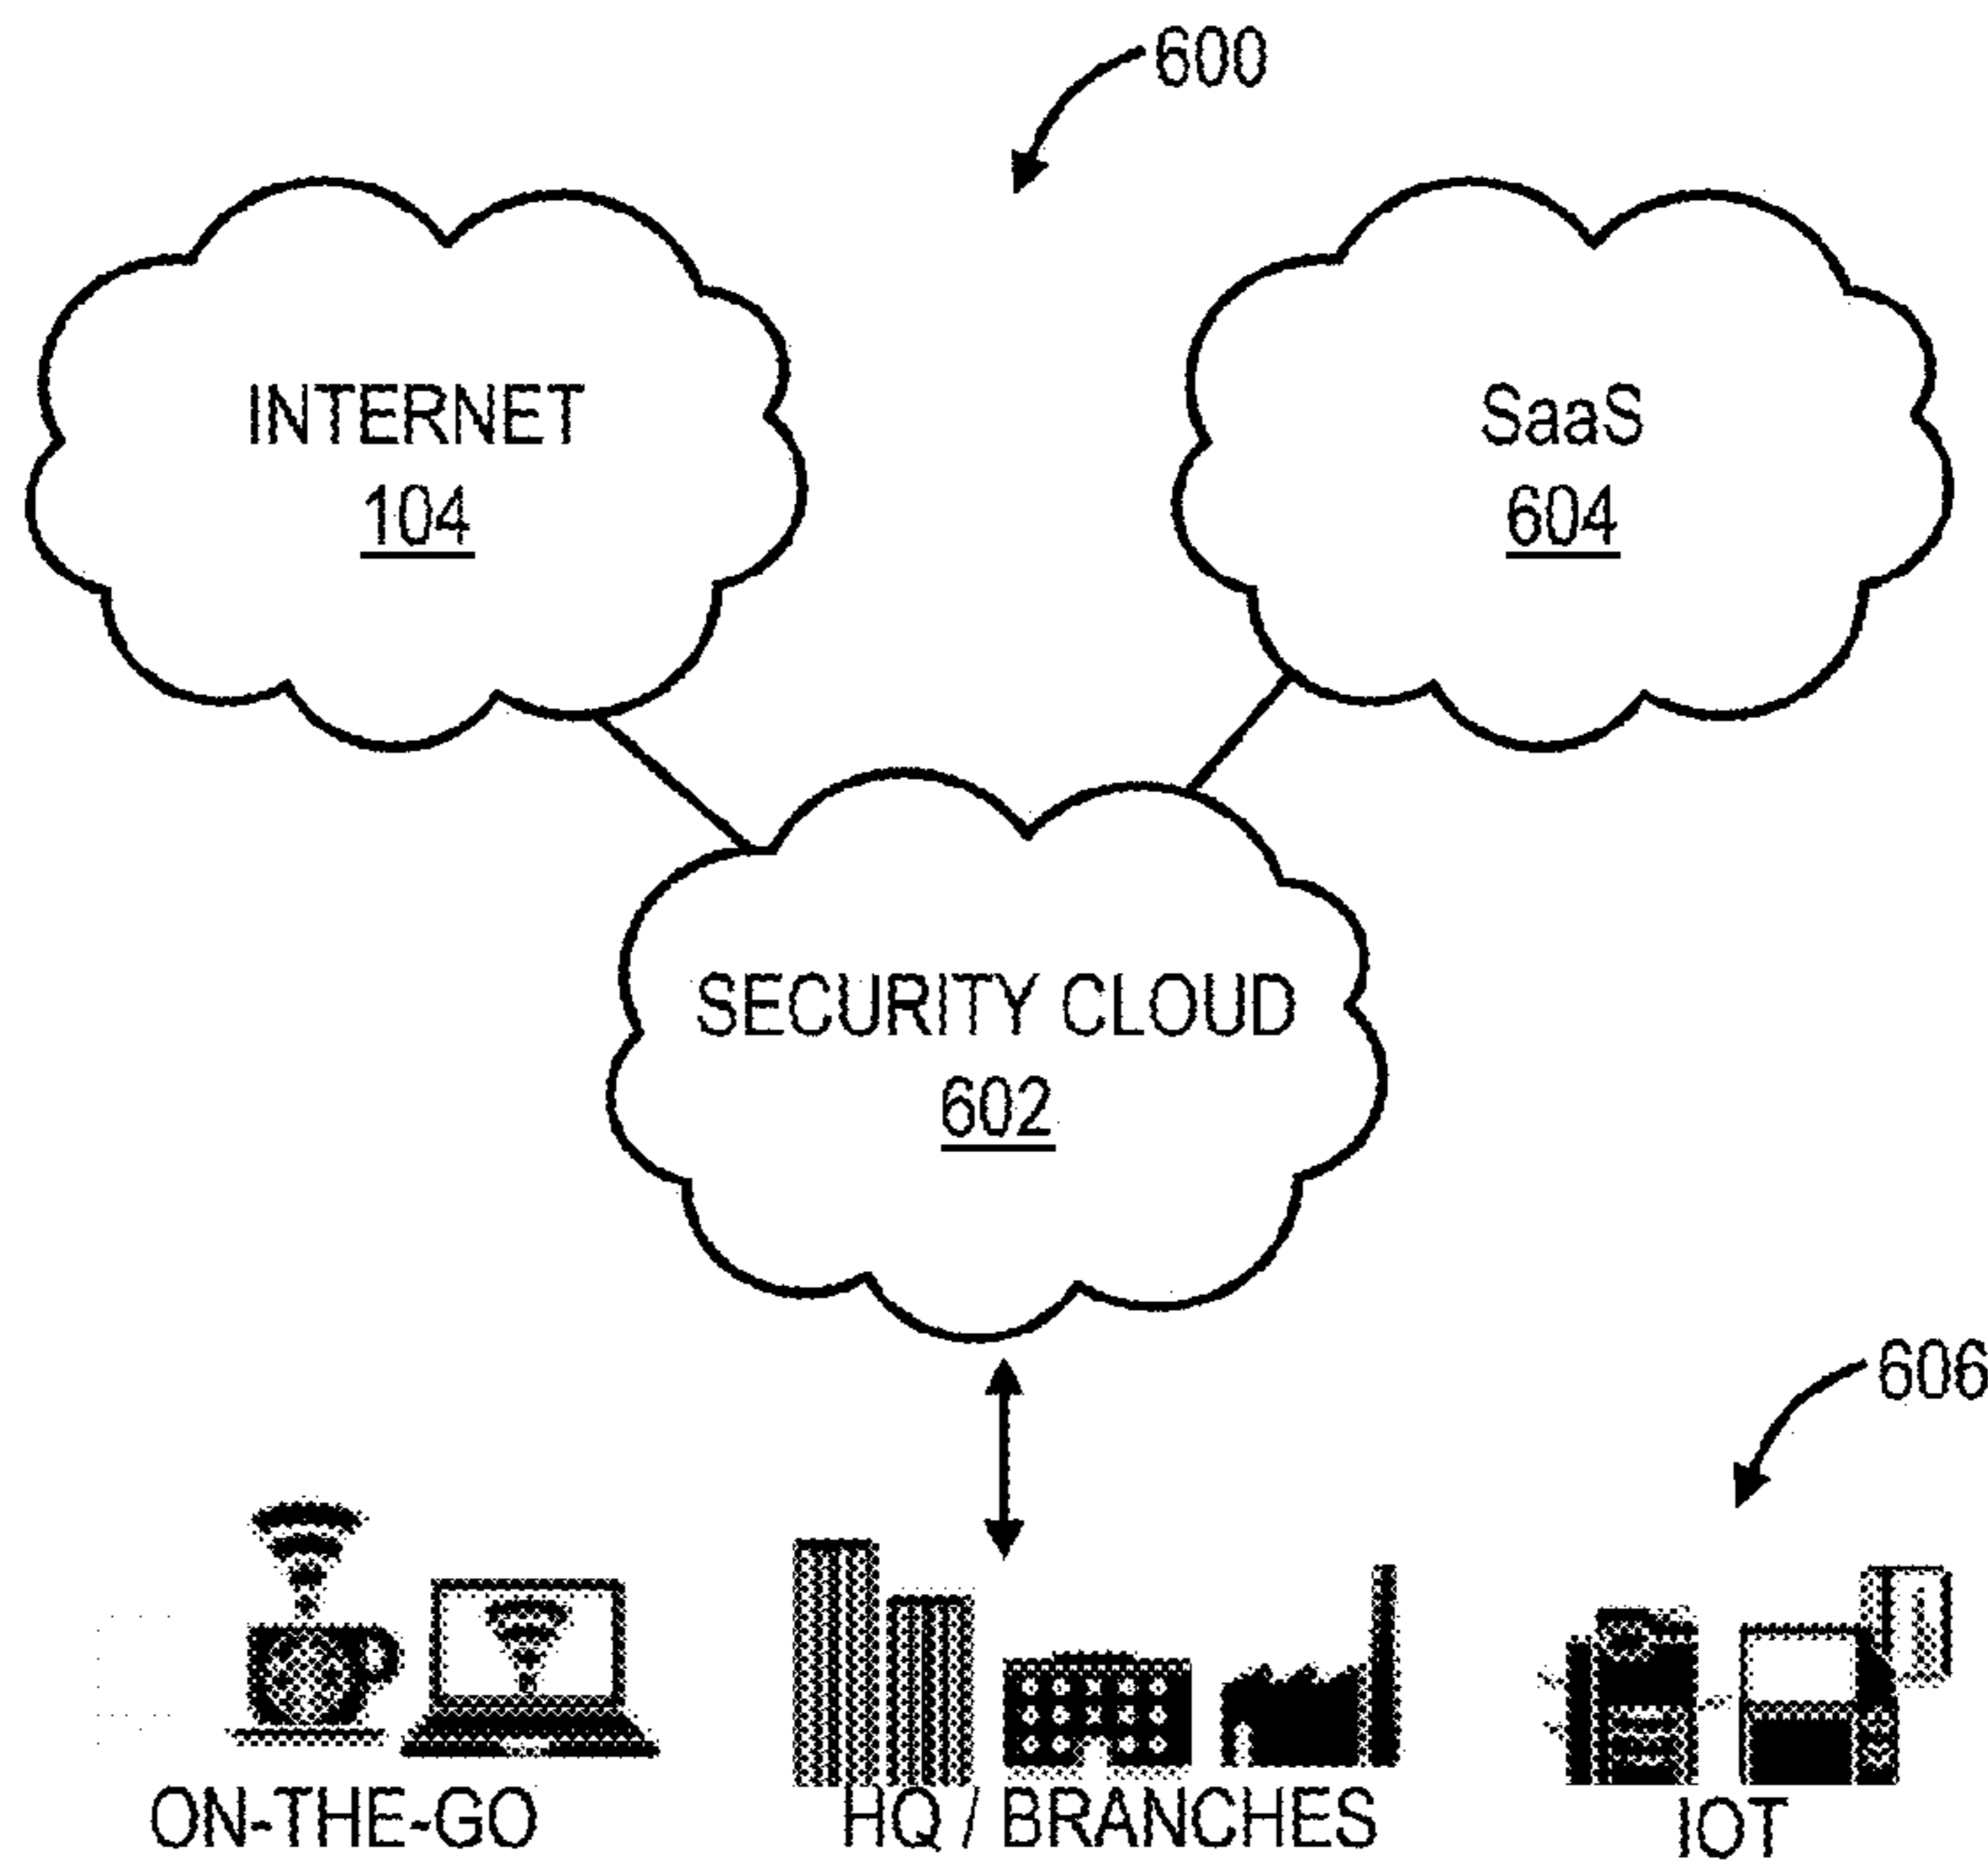 600
INTERNET
104
SaaS
604
SECURITY CLOUD
602
606
ON-THE-GO
HQ / BRANCHES
IOT